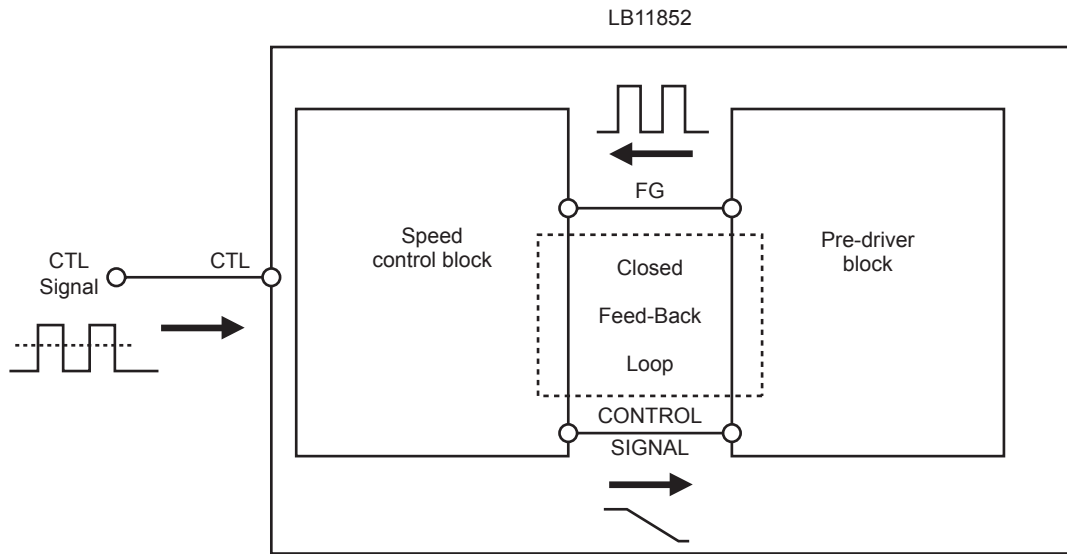 LB11852
FG
Speed
control block
Pre-driver
block
CTL
Signal
CTL
Closed
Feed-Back
Loop
CONTROL
SIGNAL